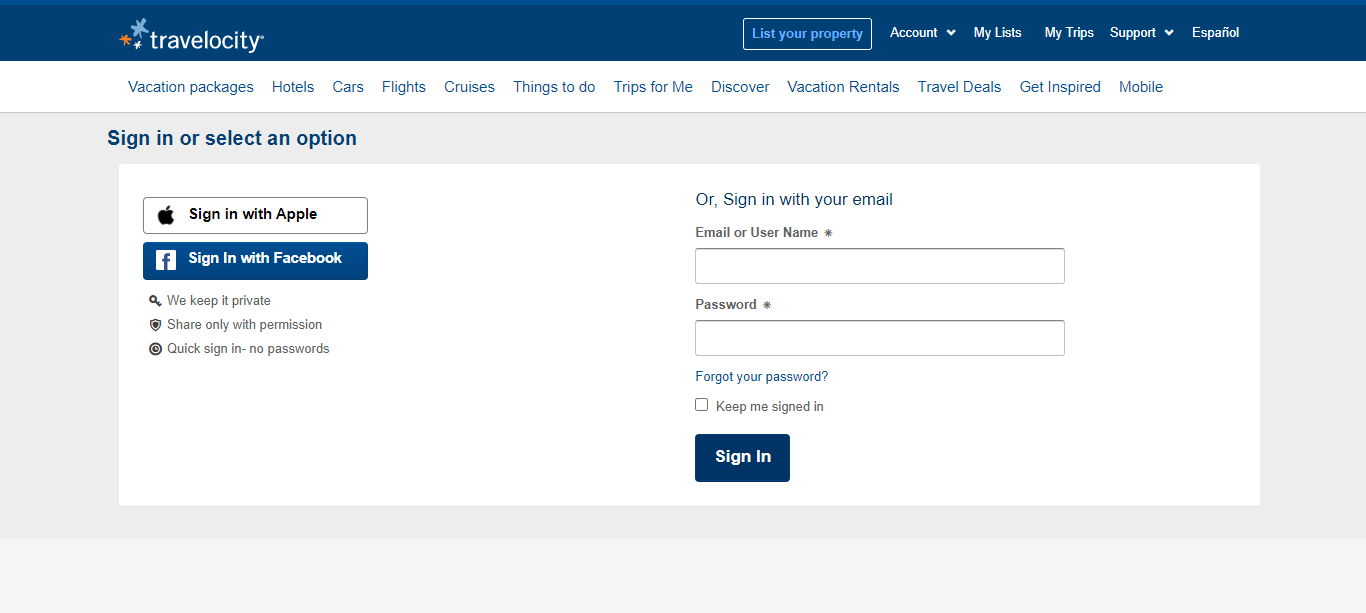 travelocity
List your property Account My Lists My Trips Support Español
Vacation packages Hotels Cars Flights Cruises Things to do Trips for Me Discover Vacation Rentals Travel Deals Get Inspired Mobile
Sign in or select an option
Sign in with Apple
Sign In with Facebook
We keep it private
Share only with permission
Quick sign in- no passwords
Or, Sign in with your email
Email or User Name *
Password *
Forgot your password?
Keep me signed in
Sign In